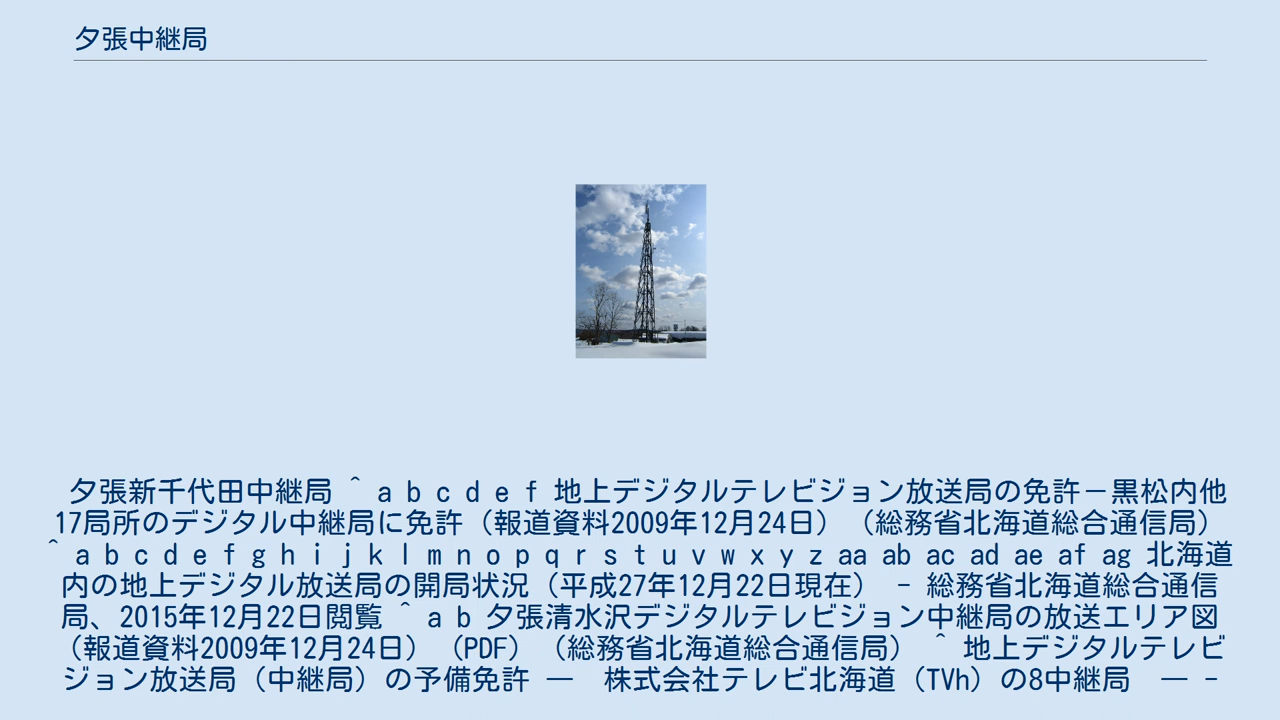 夕張中継局
夕張新千代田中継局 ^ a b c d e f 地上デジタルテレビジョン放送局の免許－黒松内他
17局所のデジタル中継局に免許（報道資料2009年12月24日）（総務省北海道総合通信局）
^ a b c d e f g h i j k l m n o p q r s t u v w x y z aa ab ac ad ae af ag 北海道
内の地上デジタル放送局の開局状況（平成27年12月22日現在） - 総務省北海道総合通信
局、2015年12月22日閲覧 ^ a b 夕張清水沢デジタルテレビジョン中継局の放送エリア図
（報道資料2009年12月24日）（PDF）（総務省北海道総合通信局） ^ 地上デジタルテレビ
ジョン放送局（中継局）の予備免許 ―　株式会社テレビ北海道（TVh）の8中継局　― -